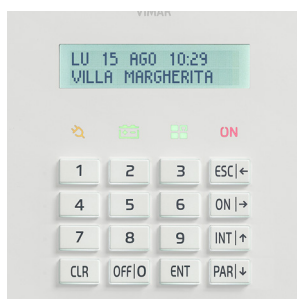 VIMAR
LU 15 AGO 10:29
VILLA MARGHERITA
ON
1 2 3 ESC|←
4 5 6 ON|→
7 8 9 INT|↑
CLR OFF|O ENT PAR|↓